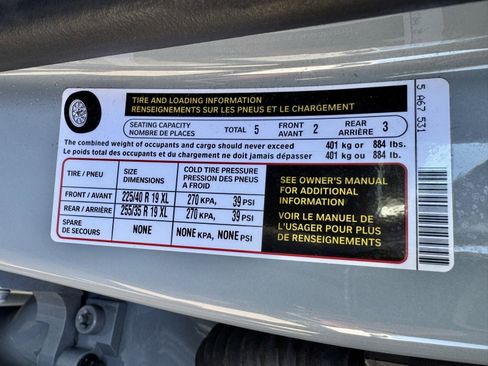 TIRE AND LOADING INFORMATION
RENSEIGNEMENTS SUR LES PNEUS ET LE CHARGEMENT
SEATING CAPACITY
NOMBRE DE PLACES
TOTAL 5
FRONT
AVANT 2
REAR
ARRIÈRE 3
The combined weight of occupants and cargo should never exceed 401 kg or 884 lbs.
Le poids total des occupants et du chargement ne doit jamais dépasser 401 kg ou 884 lb.
TIRE / PNEU
SIZE
DIMENSIONS
COLD TIRE PRESSURE
PRESSION DES PNEUS
A FROID
FRONT / AVANT 225/40 R 19 XL 270 KPA, 39 PSI
REAR / ARRIÈRE 255/35 R 19 XL 270 KPA, 39 PSI
SPARE
DE SECOURS
NONE NONE KPA, NONE PSI
SEE OWNER'S MANUAL
FOR ADDITIONAL
INFORMATION
VOIR LE MANUEL DE
L'USAGER POUR PLUS
DE RENSEIGNEMENTS
5 A67 531